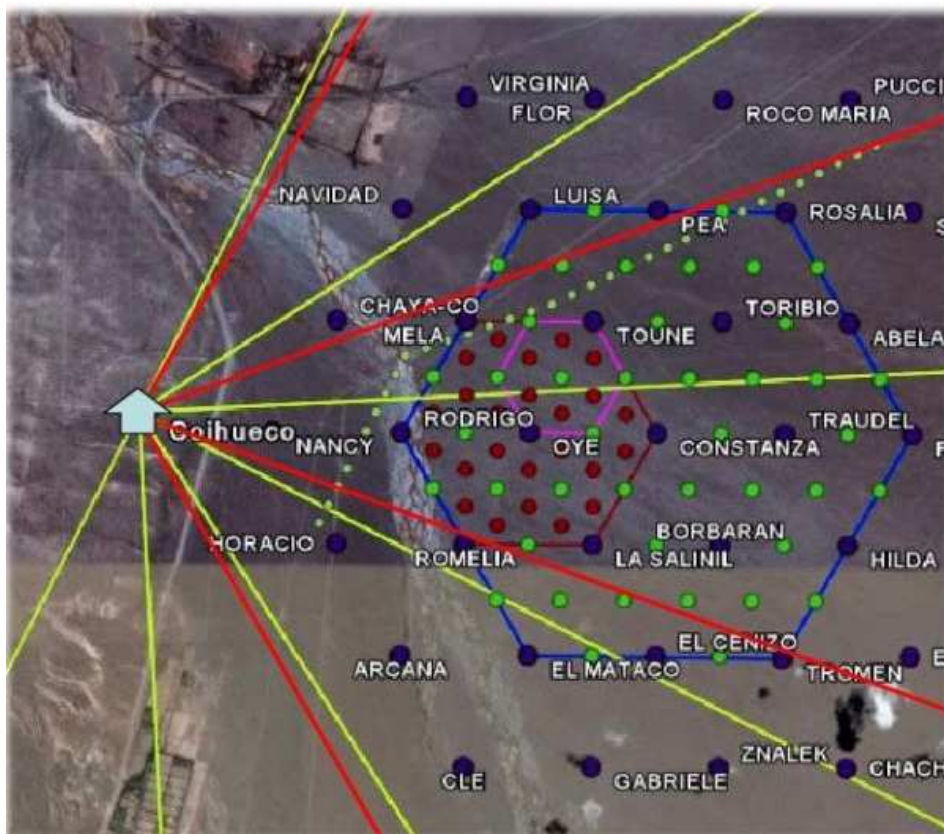 VIRGINIA
PUCCI
FLOR
ROCO MARIA
NAVIDAD
LUISA
ROSALIA
S
PEA
CHAYA-CO
TORIBIO
MELA
TOUNE
ABELA
RODRIGO
TRAUDEL
Coihueco
NANCY
OYE
CONSTANZA
BORBARAN
HORACIO
ROMELIA
LA SALINIL
HILDA
EL CENIZO
ARCANA
EL MATACO
TROMEN
E
ZNALEK
CLE
GABRIELE
CHACH